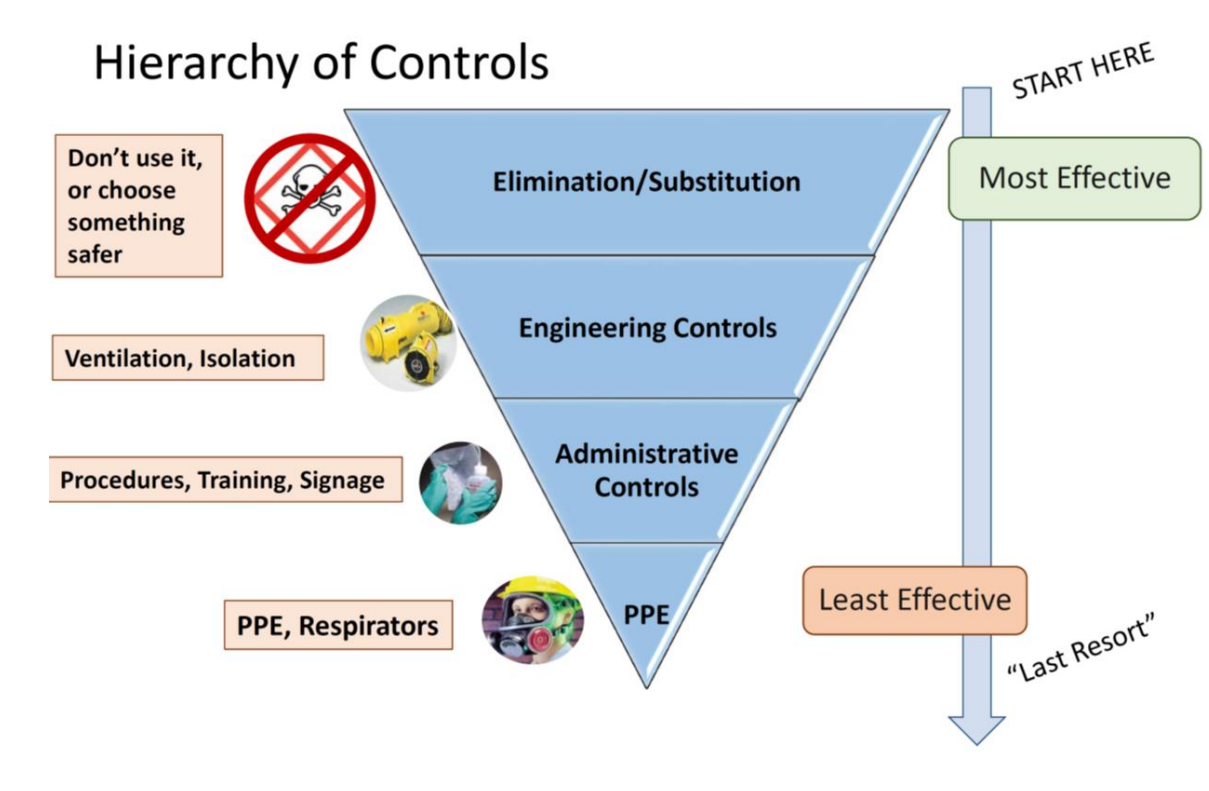 Hierarchy of Controls
START HERE
Don’t use it,
or choose
something
safer
Elimination/Substitution
Most Effective
Ventilation, Isolation
Engineering Controls
Procedures, Training, Signage
Administrative
Controls
PPE, Respirators
PPE
Least Effective
“Last Resort”